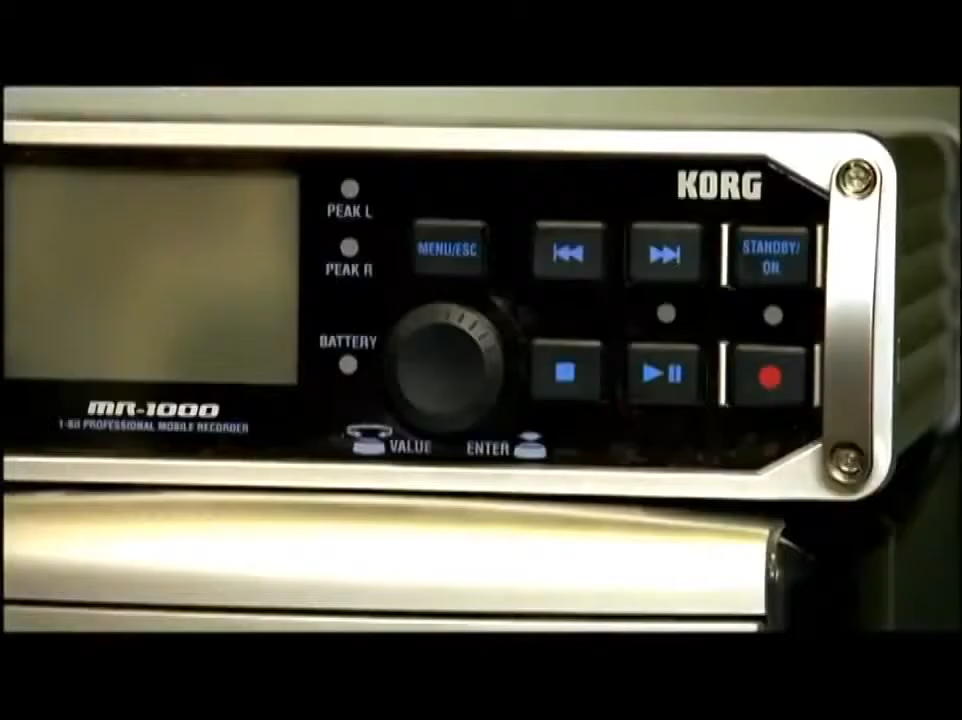 KORG
PEAK L
PEAK R
MENU/ESC
STANDBY/
ON
BATTERY
MR-1000
1-Bit PROFESSIONAL MOBILE RECORDER
VALUE
ENTER